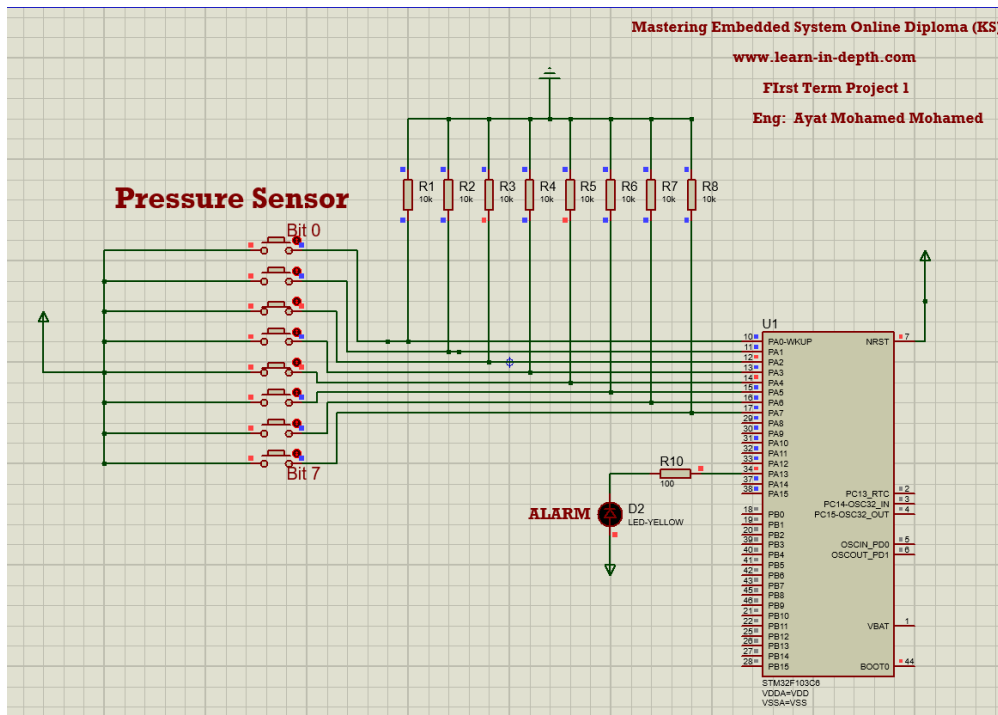 Mastering Embedded System Online Diploma (KS)
www.learn-in-depth.com
FIrst Term Project 1
Eng: Ayat Mohamed Mohamed
Pressure Sensor
Bit 0
R1
10k
R2
10k
R3
10k
R4
10k
R5
10k
R6
10k
R7
10k
R8
10k
Bit 7
ALARM
R10
100
D2
LED-YELLOW
U1
10 PA0-WKUP
11 PA1
12 PA2
13 PA3
14 PA4
15 PA5
16 PA6
17 PA7
29 PA8
30 PA9
31 PA10
32 PA11
33 PA12
34 PA13
37 PA14
38 PA15
18 PB0
19 PB1
20 PB2
39 PB3
40 PB4
41 PB5
42 PB6
43 PB7
45 PB8
46 PB9
21 PB10
22 PB11
25 PB12
26 PB13
27 PB14
28 PB15
NRST 7
PC13_RTC 2
PC14-OSC32_IN 3
PC15-OSC32_OUT 4
OSCIN_PD0 5
OSCOUT_PD1 6
VBAT 1
BOOT0 44
STM32F103C6
VDDA=VDD
VSSA=VSS